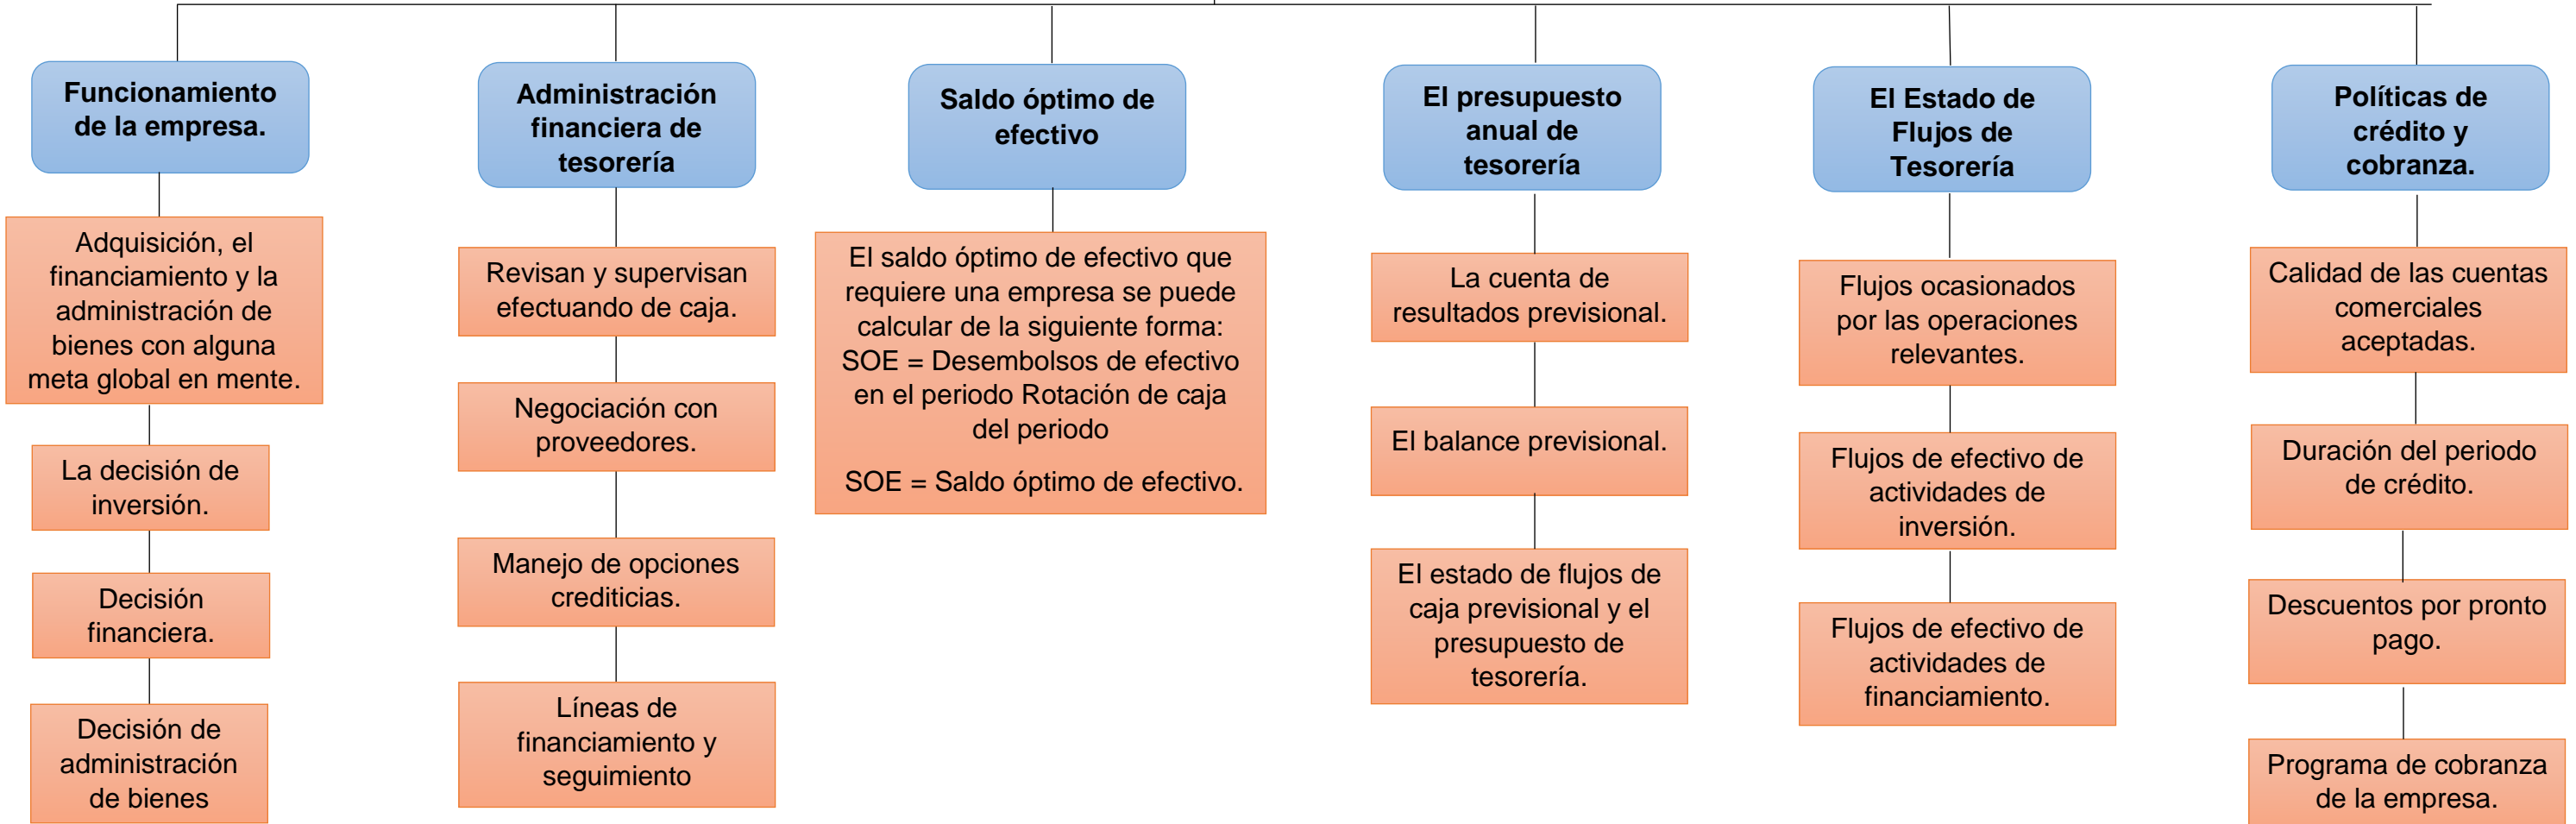 Funcionamiento
de la empresa.
Adquisición, el
financiamiento y la
administración de
bienes con alguna
meta global en mente.
La decisión de
inversión.
Decisión
financiera.
Decisión de
administración
de bienes
Administración
financiera de
tesorería
Revisan y supervisan
efectuando de caja.
Negociación con
proveedores.
Manejo de opciones
crediticias.
Líneas de
financiamiento y
seguimiento
Saldo óptimo de
efectivo
El saldo óptimo de efectivo que
requiere una empresa se puede
calcular de la siguiente forma:
SOE = Desembolsos de efectivo
en el periodo Rotación de caja
del periodo
SOE = Saldo óptimo de efectivo.
El presupuesto
anual de
tesorería
La cuenta de
resultados previsional.
El balance previsional.
El estado de flujos de
caja previsional y el
presupuesto de
tesorería.
El Estado de
Flujos de
Tesorería
Flujos ocasionados
por las operaciones
relevantes.
Flujos de efectivo de
actividades de
inversión.
Flujos de efectivo de
actividades de
financiamiento.
Políticas de
crédito y
cobranza.
Calidad de las cuentas
comerciales
aceptadas.
Duración del periodo
de crédito.
Descuentos por pronto
pago.
Programa de cobranza
de la empresa.